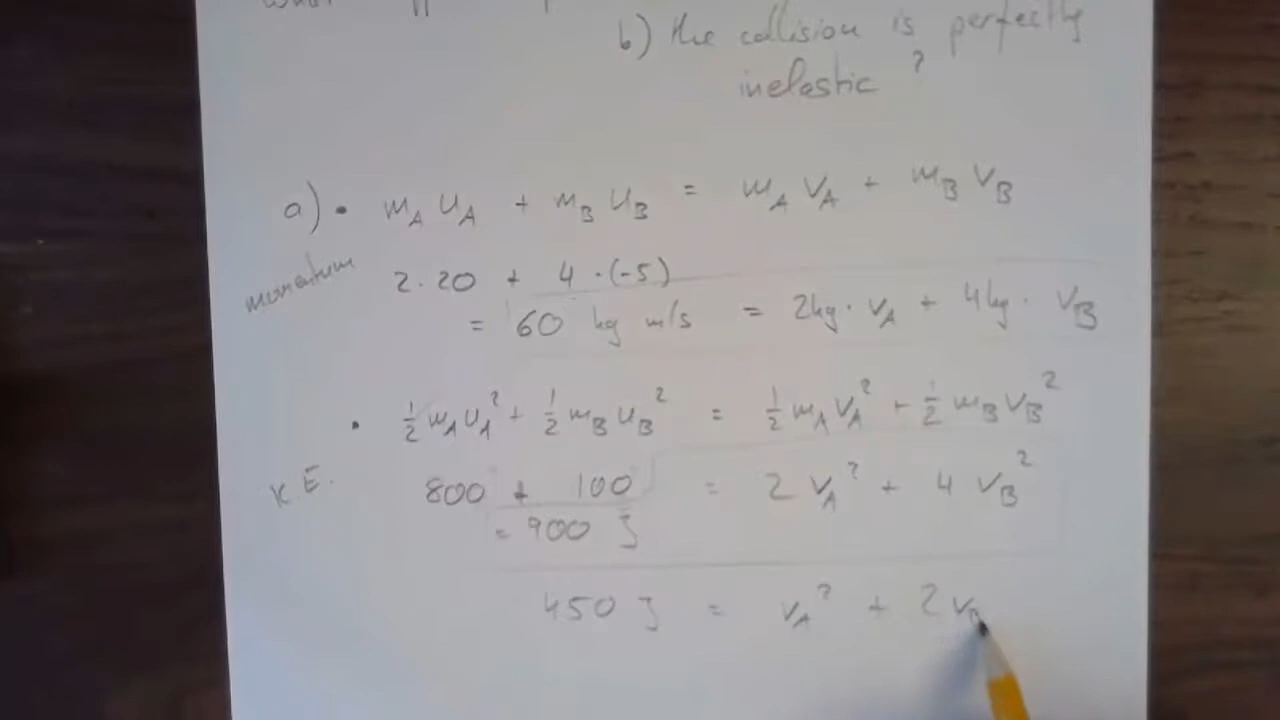 b) the collision is perfectly
inelastic ?
a) • m_A u_A + m_B u_B = m_A v_A + m_B v_B
momentum
2·20 + 4·(-5)
= 60 kg m/s = 2kg· v_A + 4kg· v_B
• ½ m_A u_A² + ½ m_B u_B² = ½ m_A v_A² + ½ m_B v_B²
K E. 800 + 100 = 2 v_A² + 4 v_B²
= 900 J
450 J = v_A² + 2 v_B